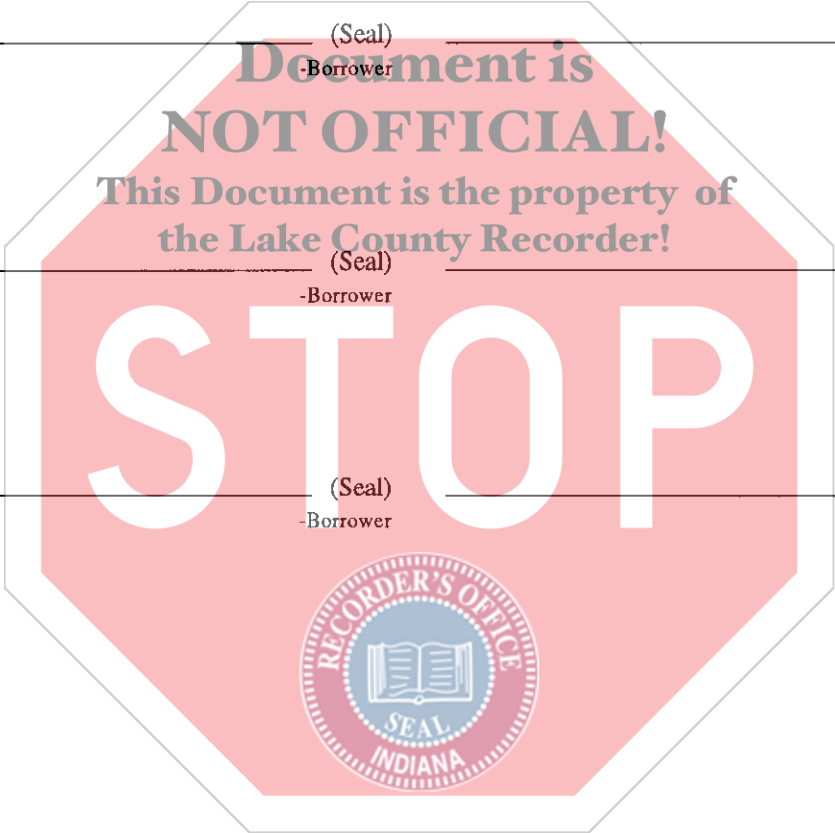 (Seal)
-Borrower
Document is
NOT OFFICIAL!
This Document is the property of
the Lake County Recorder!
(Seal)
-Borrower
STOP
(Seal)
-Borrower
RECORDER'S OFFICE
SEAL
INDIANA